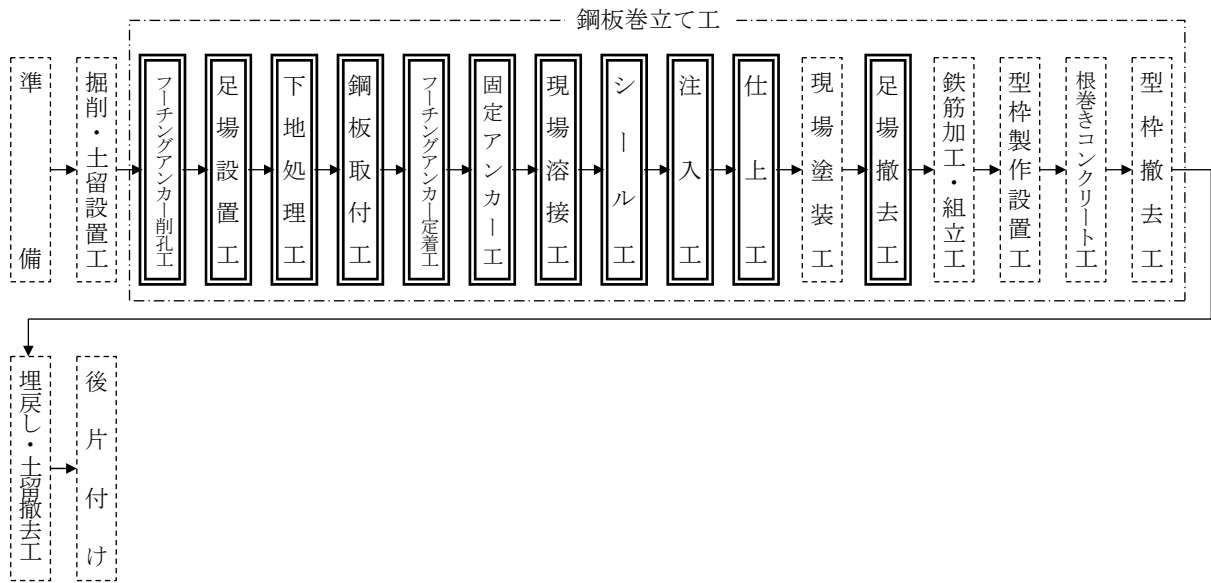 鋼板巻立て工
準備
掘削・土留設置工
フーチングアンカー削孔工
足場設置工
下地処理工
鋼板取付工
フーチングアンカー定着工
固定アンカー工
現場溶接工
シール工
注入工
仕上工
現場塗装工
足場撤去工
鉄筋加工・組立工
型枠製作設置工
根巻きコンクリート工
型枠撤去工
埋戻し・土留撤去工
後片付け